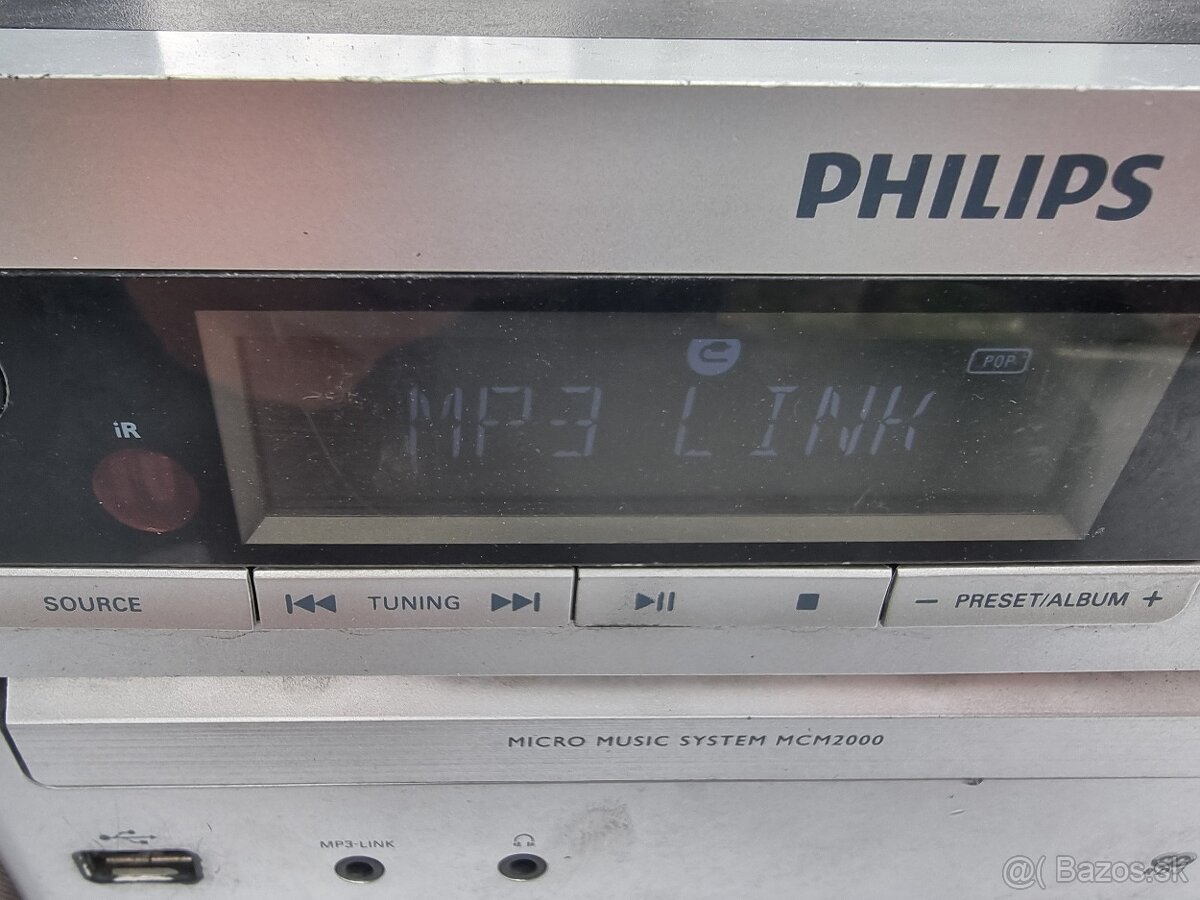 PHILIPS
POP
MP3 LINK
iR
SOURCE
TUNING
- PRESET/ALBUM +
MICRO MUSIC SYSTEM MCM2000
MP3-LINK
@( Bazos.sk